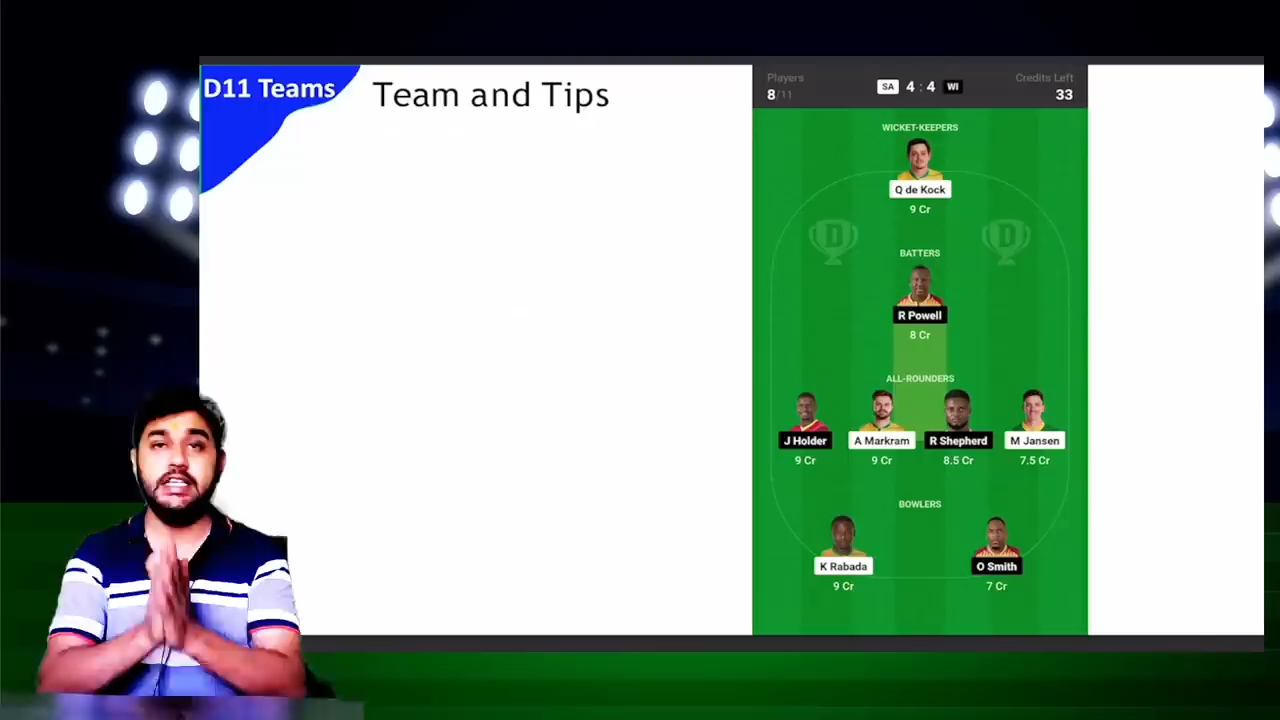 D11 Teams
Team and Tips
Players
8/11
SA 4 : 4 WI
Credits Left
33
WICKET-KEEPERS
Q de Kock
9 Cr
D D
BATTERS
R Powell
8 Cr
ALL-ROUNDERS
J Holder A Markram R Shepherd M Jansen
9 Cr 9 Cr 8.5 Cr 7.5 Cr
BOWLERS
K Rabada O Smith
9 Cr 7 Cr